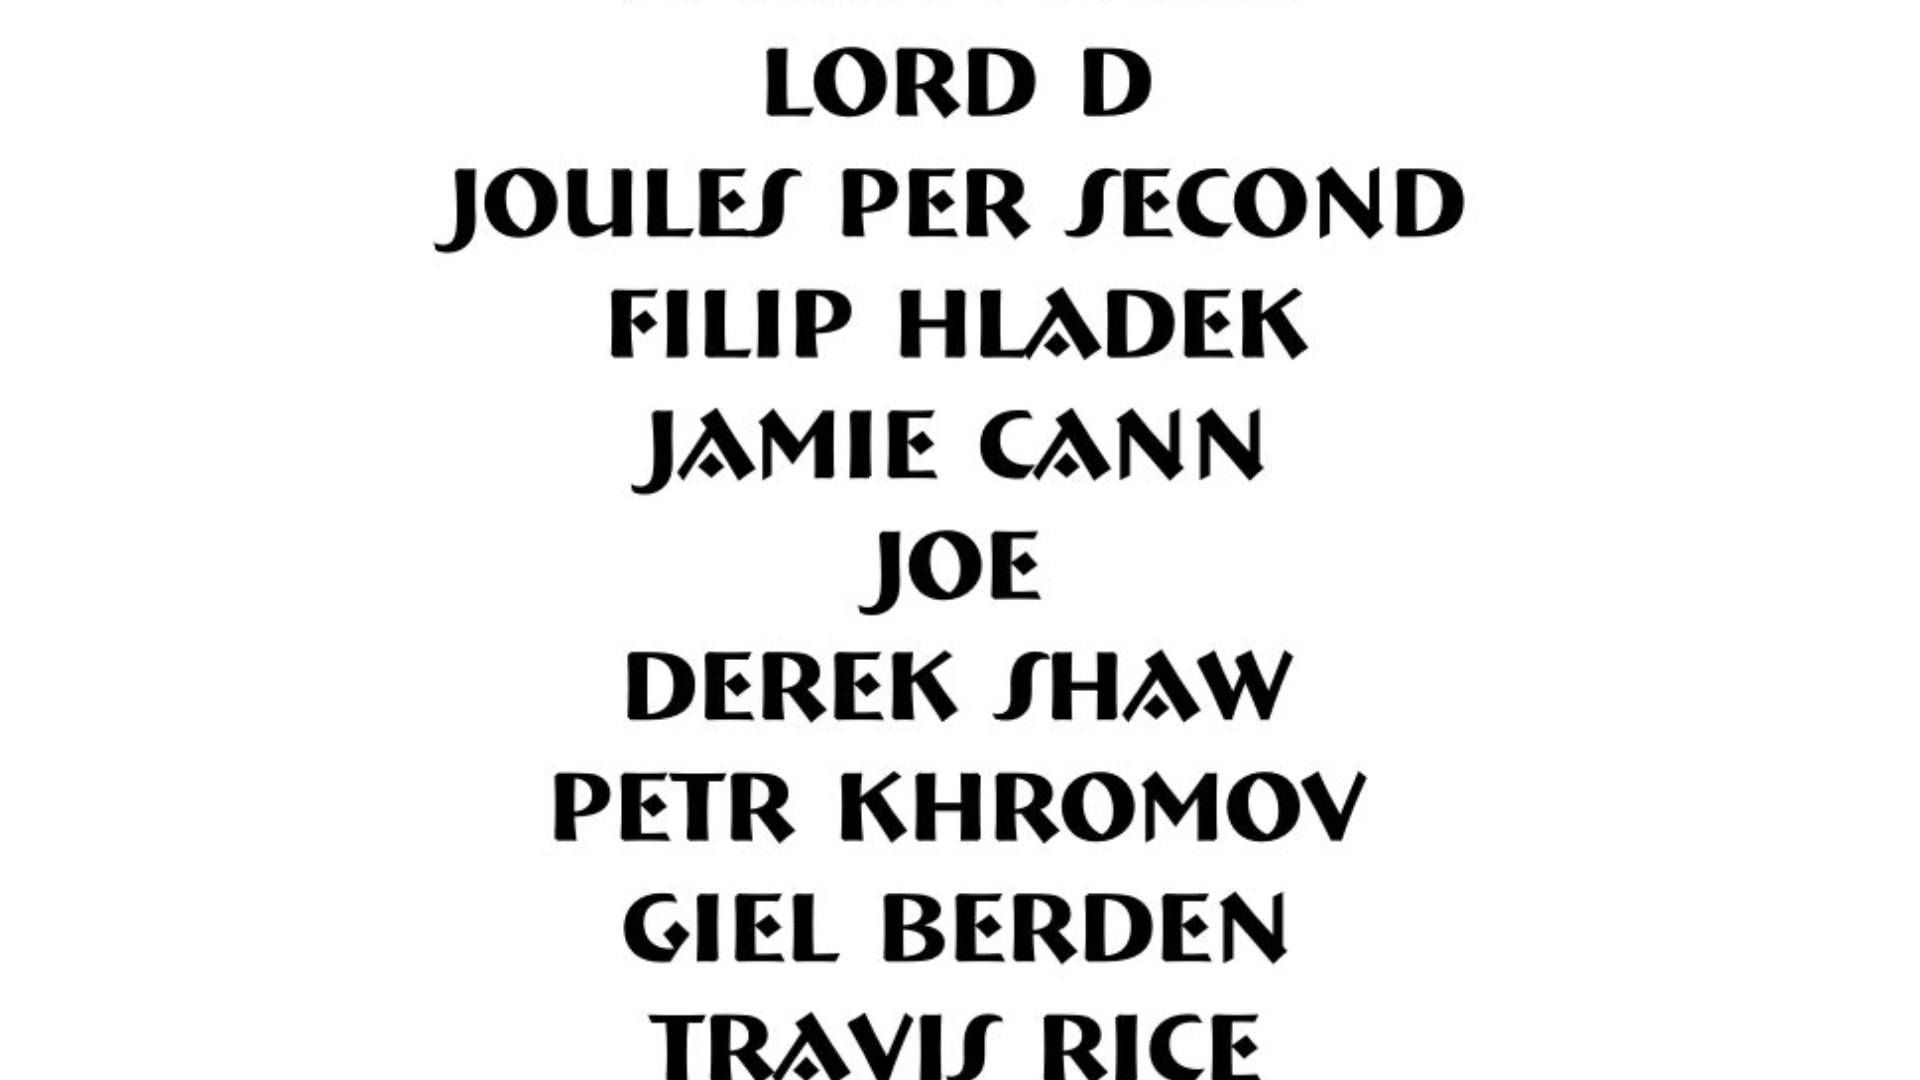 LORD D
JOULES PER SECOND
FILIP HLADEK
JAMIE CANN
JOE
DEREK SHAW
PETR KHROMOV
GIEL BERDEN
TRAVIS RICE